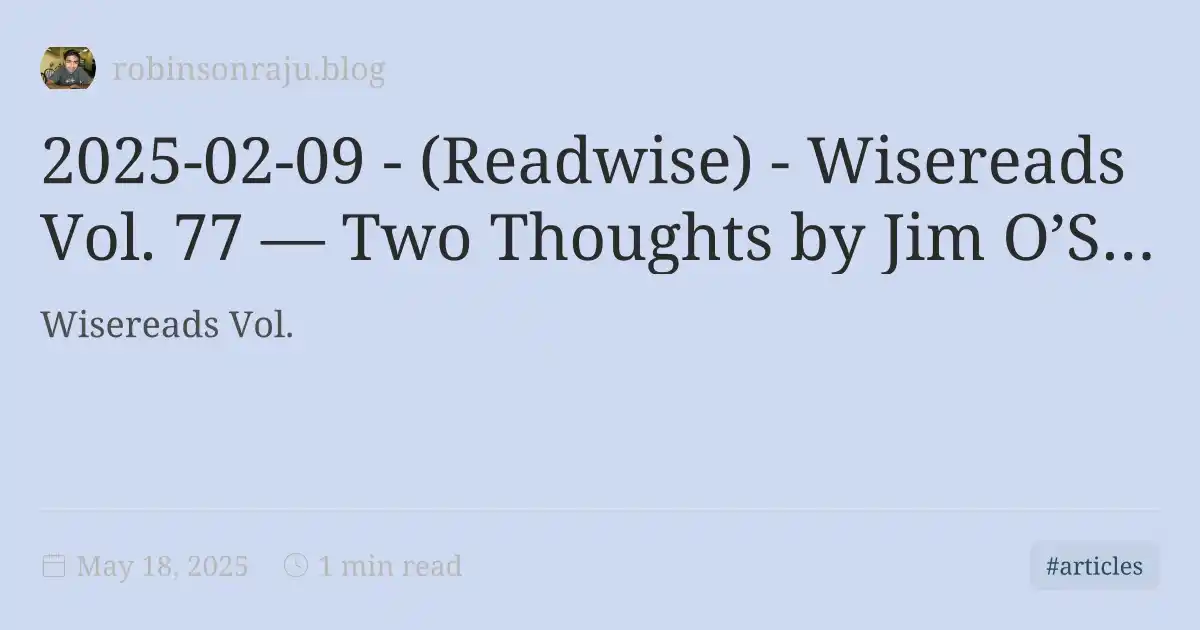 robinsonraju.blog
2025-02-09 - (Readwise) - Wisereads
Vol. 77 — Two Thoughts by Jim O’S…
Wisereads Vol.
May 18, 2025
1 min read
#articles